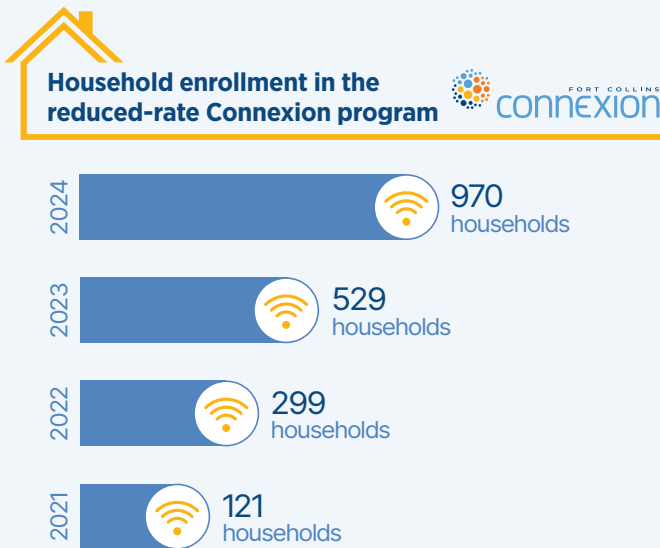 Household enrollment in the
reduced-rate Connexion program
FORT COLLINS
CONNEXION
2024
970
households
2023
529
households
2022
299
households
2021
121
households